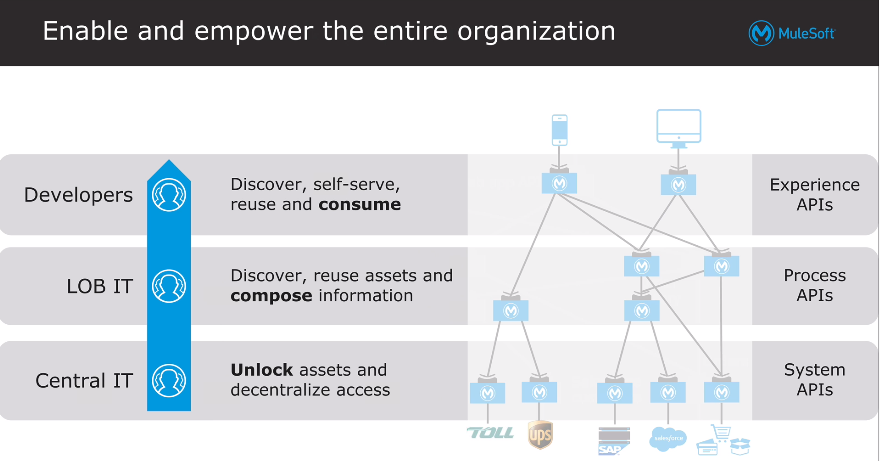 Enable and empower the entire organization
MuleSoft
Developers
Discover, self-serve,
reuse and consume
Experience
APIs
LOB IT
Discover, reuse assets and
compose information
Process
APIs
Central IT
Unlock assets and
decentralize access
System
APIs
TOLL
ups
SAP
salesforce